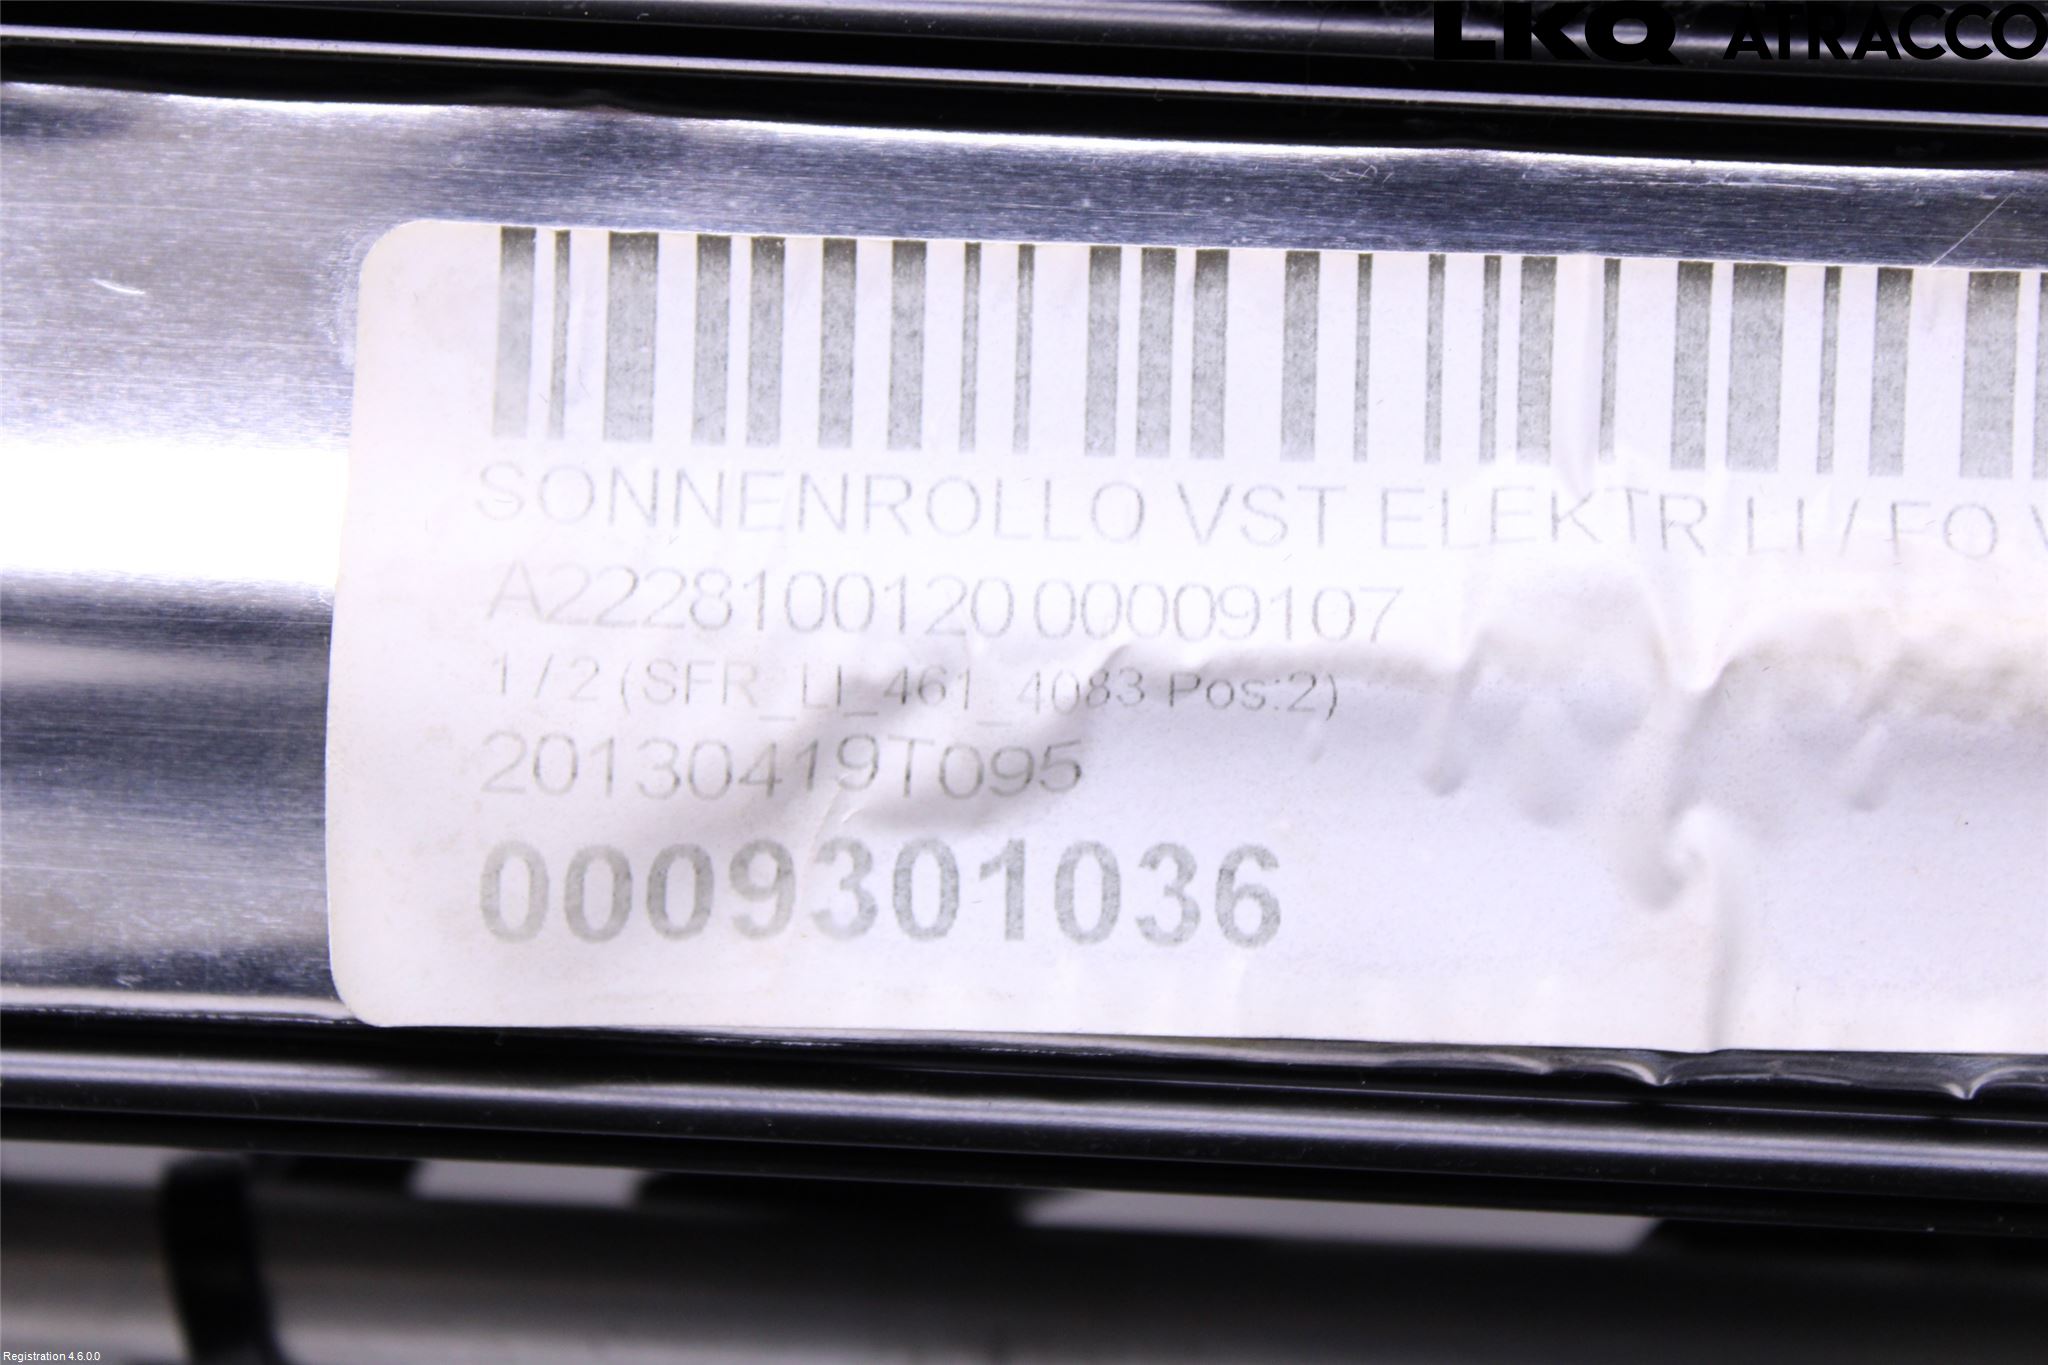 LKQ ATRACCO
SONNENROLLO VST ELEKTR LI / FO V
A2228100120 00009107
1 / 2 (SFR_LI_461_4083 Pos:2)
20130419T095
0009301036
Registration 4.6.0.0